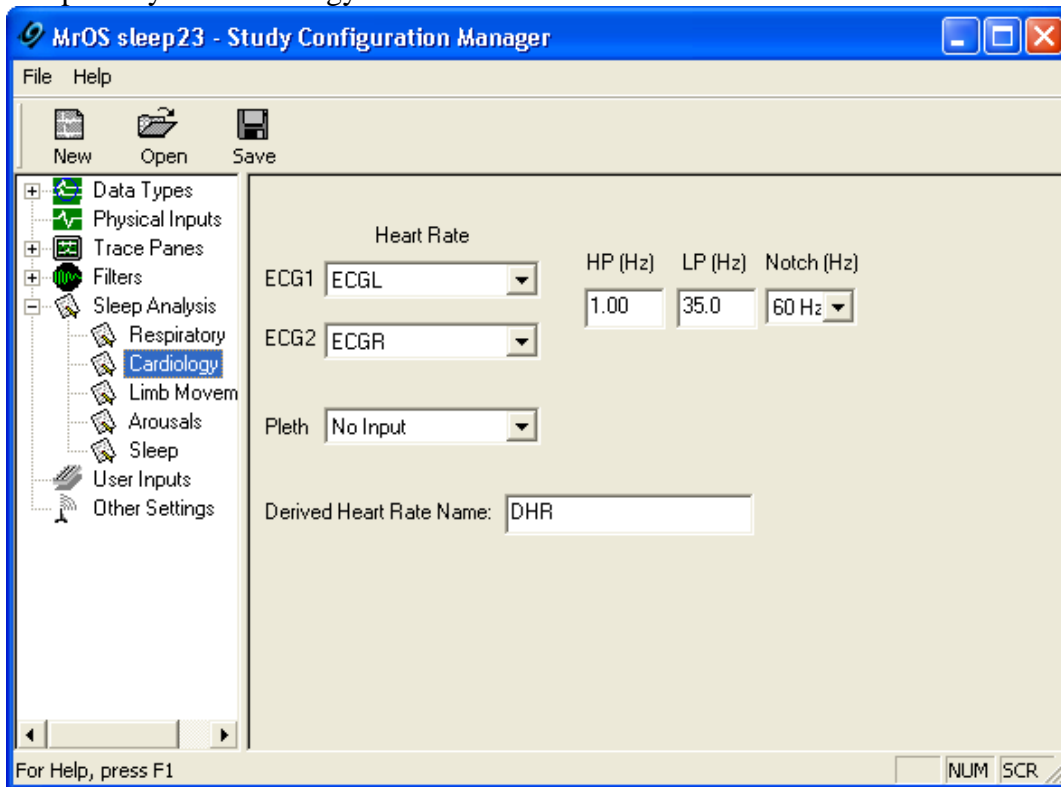 MrOS sleep23 - Study Configuration Manager
File Help
New Open Save
Data Types
Physical Inputs
Trace Panes
Filters
Sleep Analysis
Respiratory
Cardiology
Limb Movem
Arousals
Sleep
User Inputs
Other Settings
Heart Rate
HP (Hz) LP (Hz) Notch (Hz)
ECG1 ECGL 1.00 35.0 60 Hz
ECG2 ECGR
Pleth No Input
Derived Heart Rate Name: DHR
For Help, press F1 NUM SCR